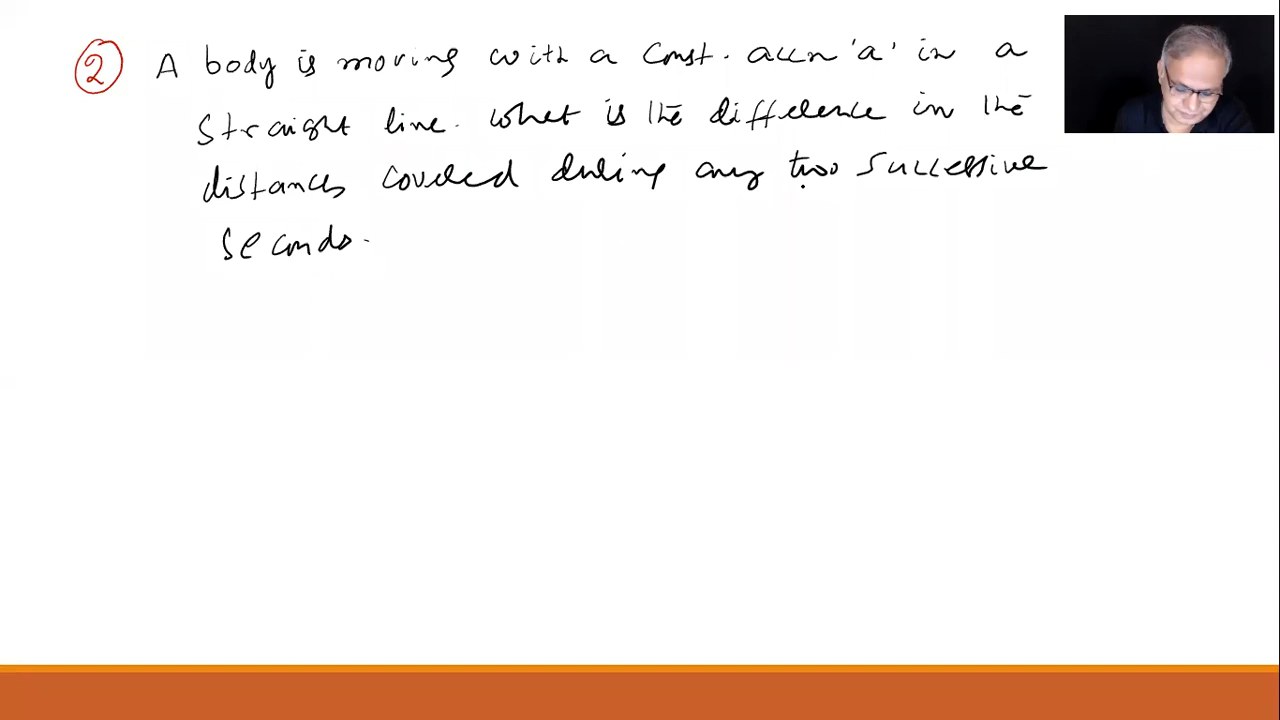 2 A body is moving with a const. accn 'a' in a
straight line. What is the difference in the
distances covered during any two successive
seconds.